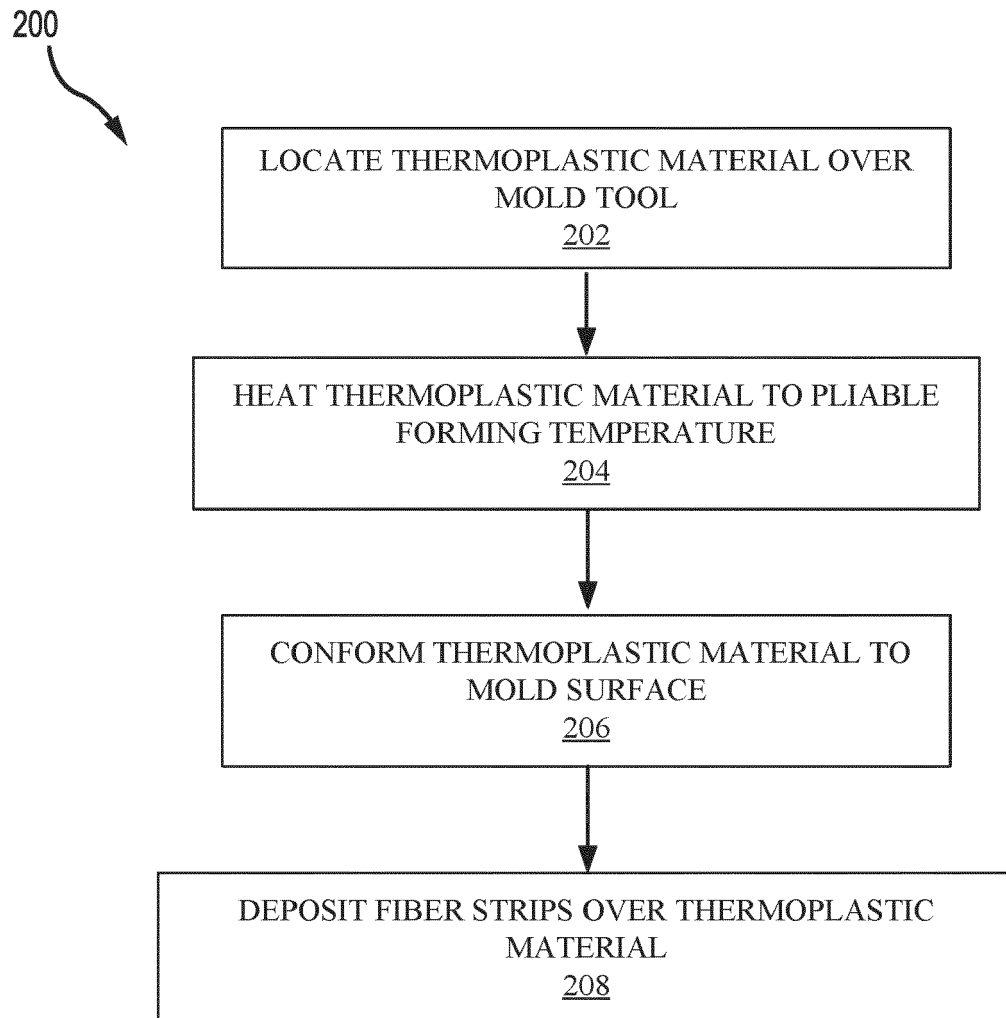 200
LOCATE THERMOPLASTIC MATERIAL OVER
MOLD TOOL
202
HEAT THERMOPLASTIC MATERIAL TO PLIABLE
FORMING TEMPERATURE
204
CONFORM THERMOPLASTIC MATERIAL TO
MOLD SURFACE
206
DEPOSIT FIBER STRIPS OVER THERMOPLASTIC
MATERIAL
208